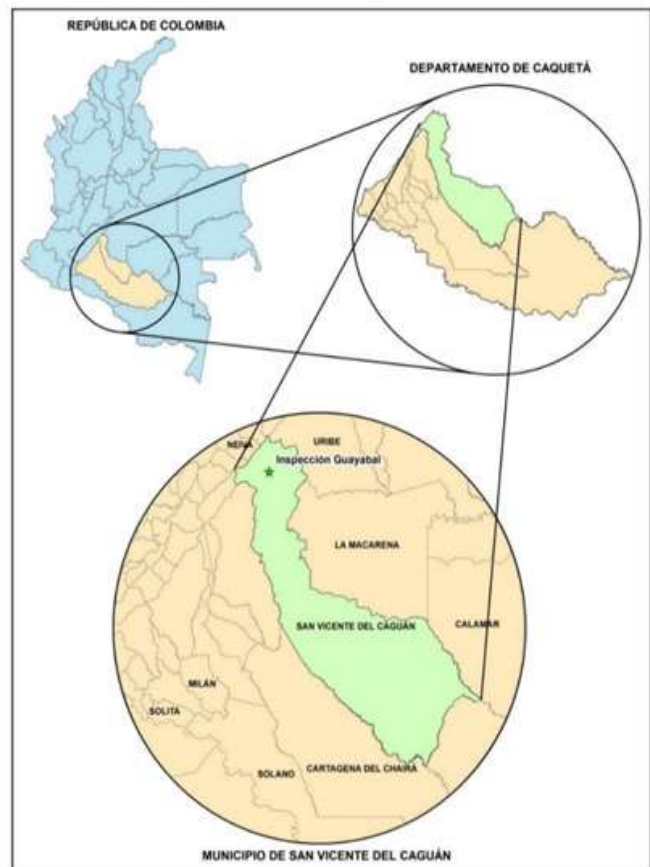 REPÚBLICA DE COLOMBIA
DEPARTAMENTO DE CAQUETÁ
NEIVA
URIBE
Inspección Guayabal
LA MACARENA
SAN VICENTE DEL CAGUÁN
CALAMAR
MILÁN
SOLITA
SOLANO
CARTAGENA DEL CHAIRÁ
MUNICIPIO DE SAN VICENTE DEL CAGUÁN